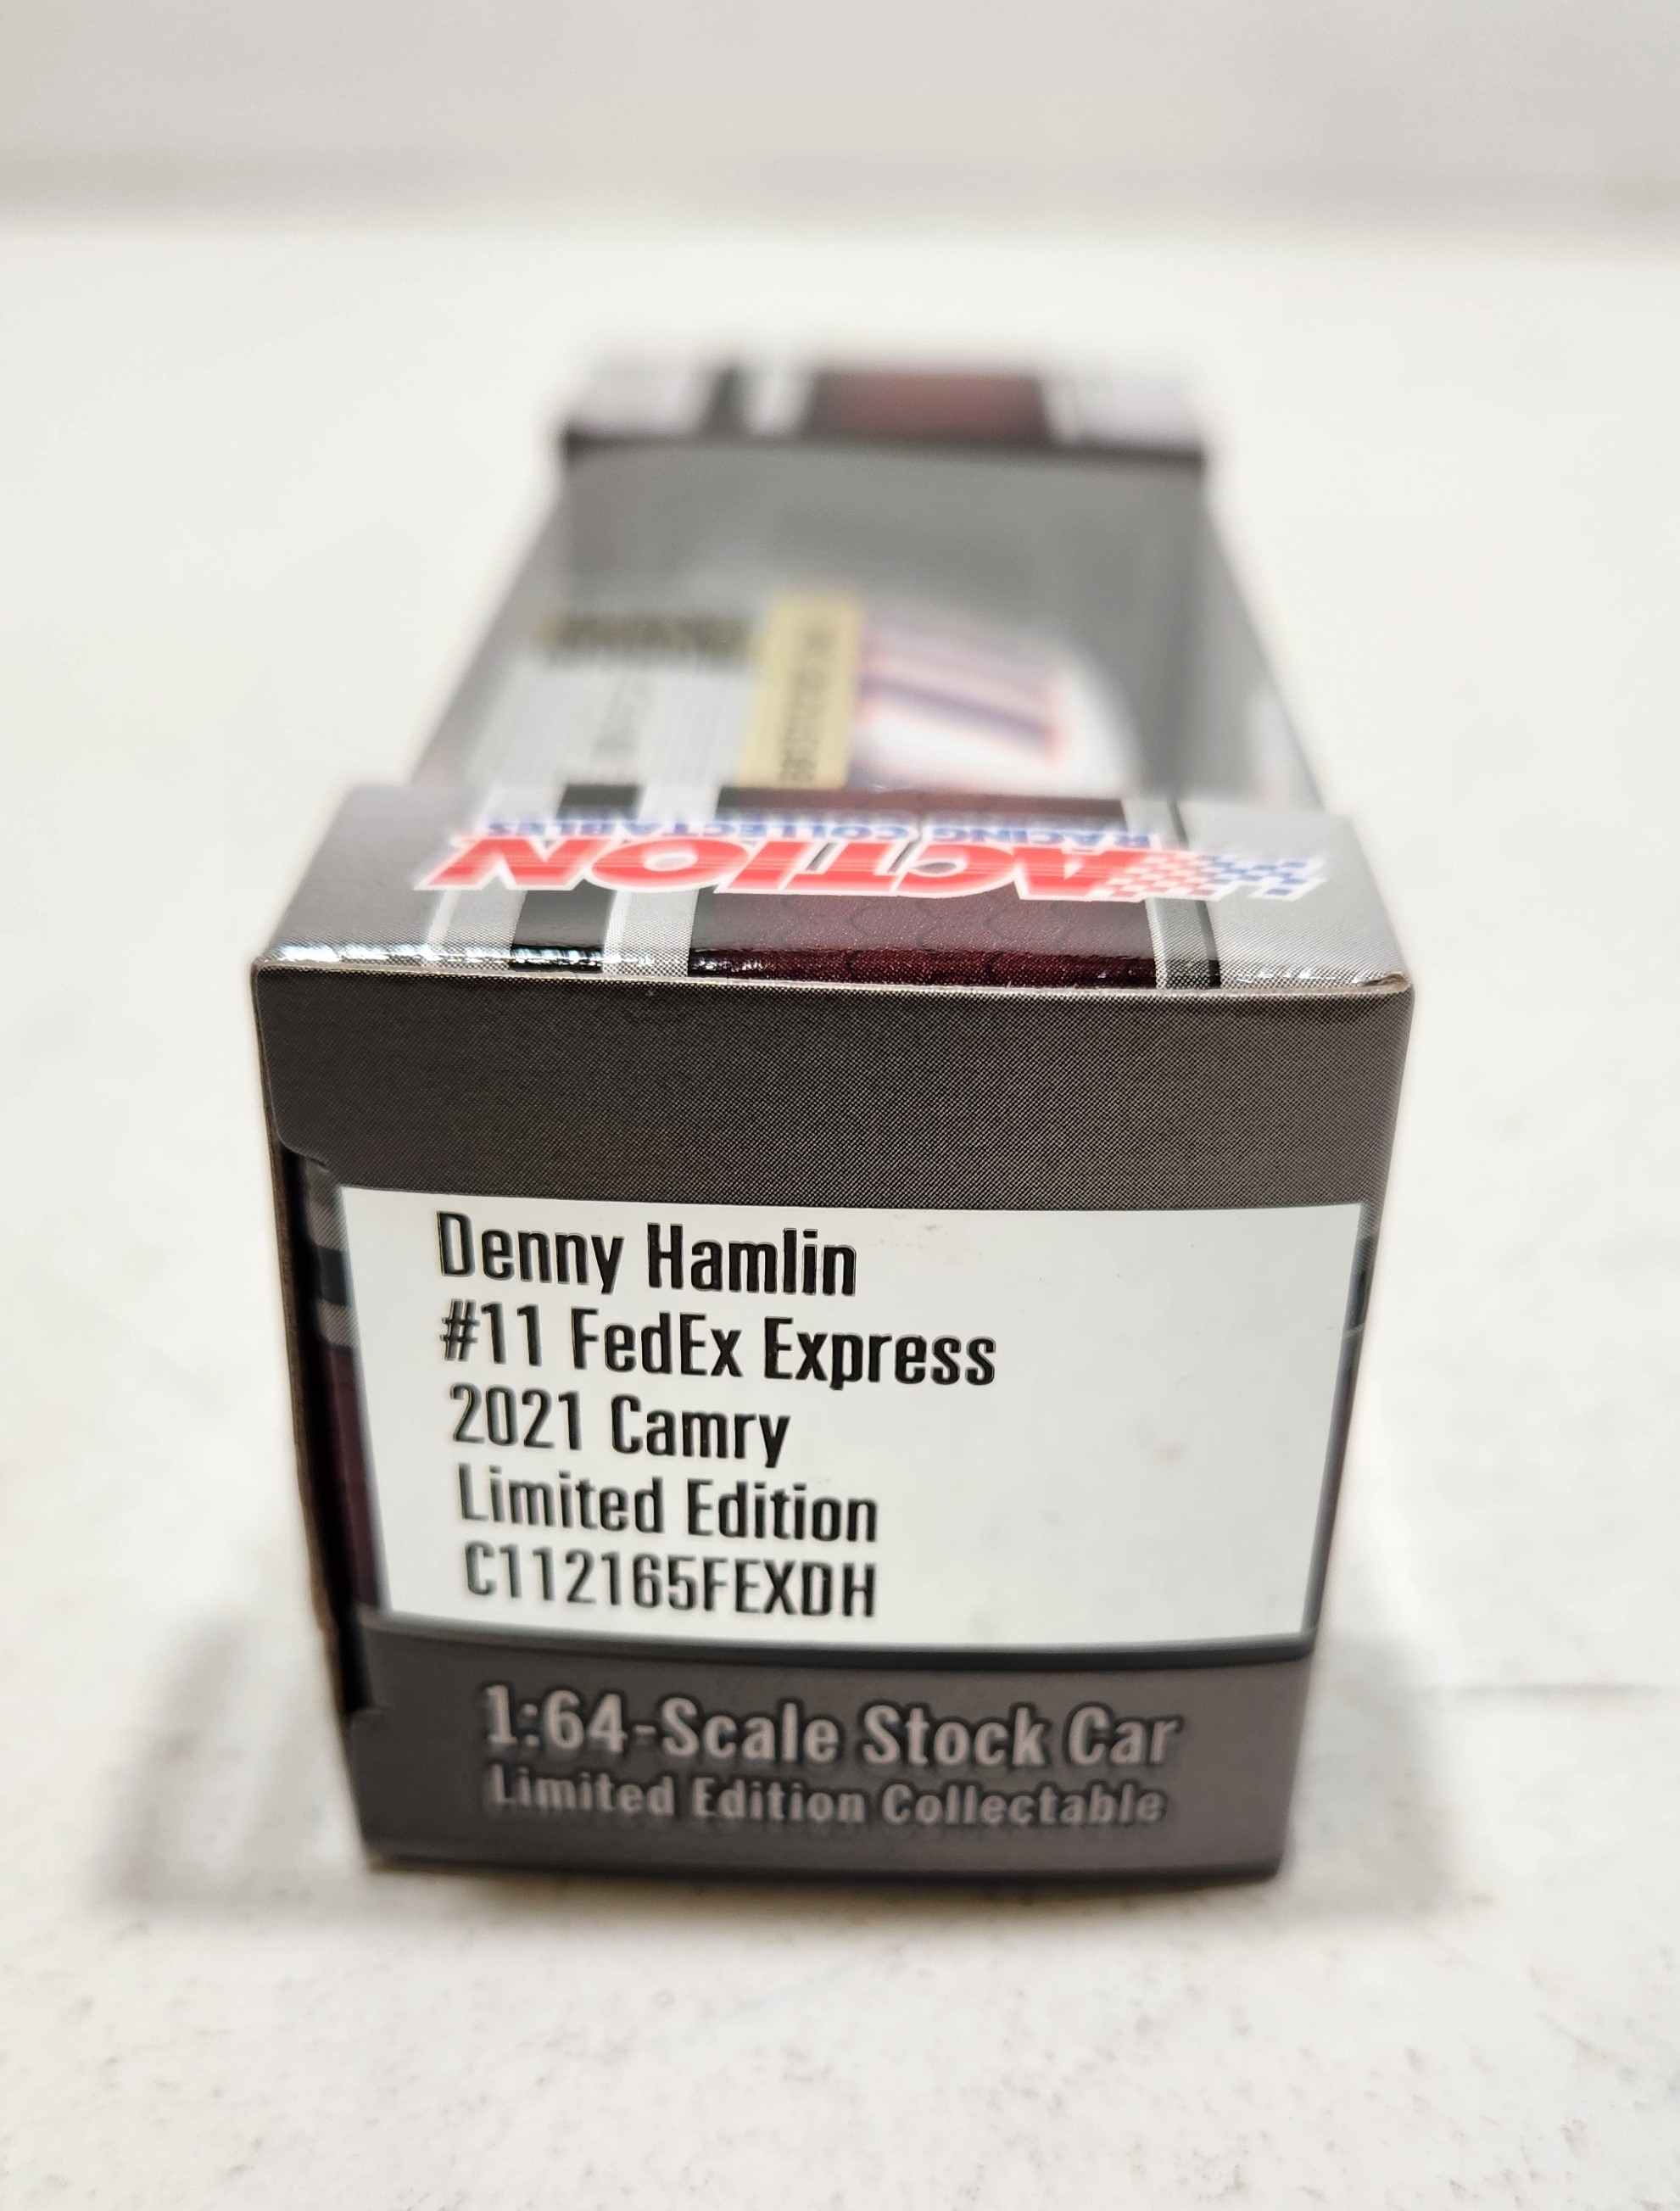 ACTION
RACING COLLECTABLES
Denny Hamlin
#11 FedEx Express
2021 Camry
Limited Edition
C112165FEXDH
1:64-Scale Stock Car
Limited Edition Collectable